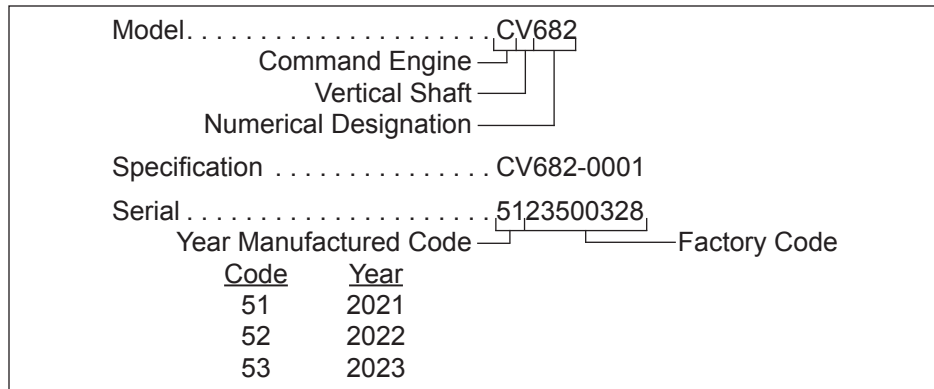 Model. . . . . . . . . . . . . . . . . . . . . CV682
Command Engine
Vertical Shaft
Numerical Designation
Specification . . . . . . . . . . . . . . . CV682-0001
Serial . . . . . . . . . . . . . . . . . . . . . 5123500328
Year Manufactured Code Factory Code
Code Year
51 2021
52 2022
53 2023